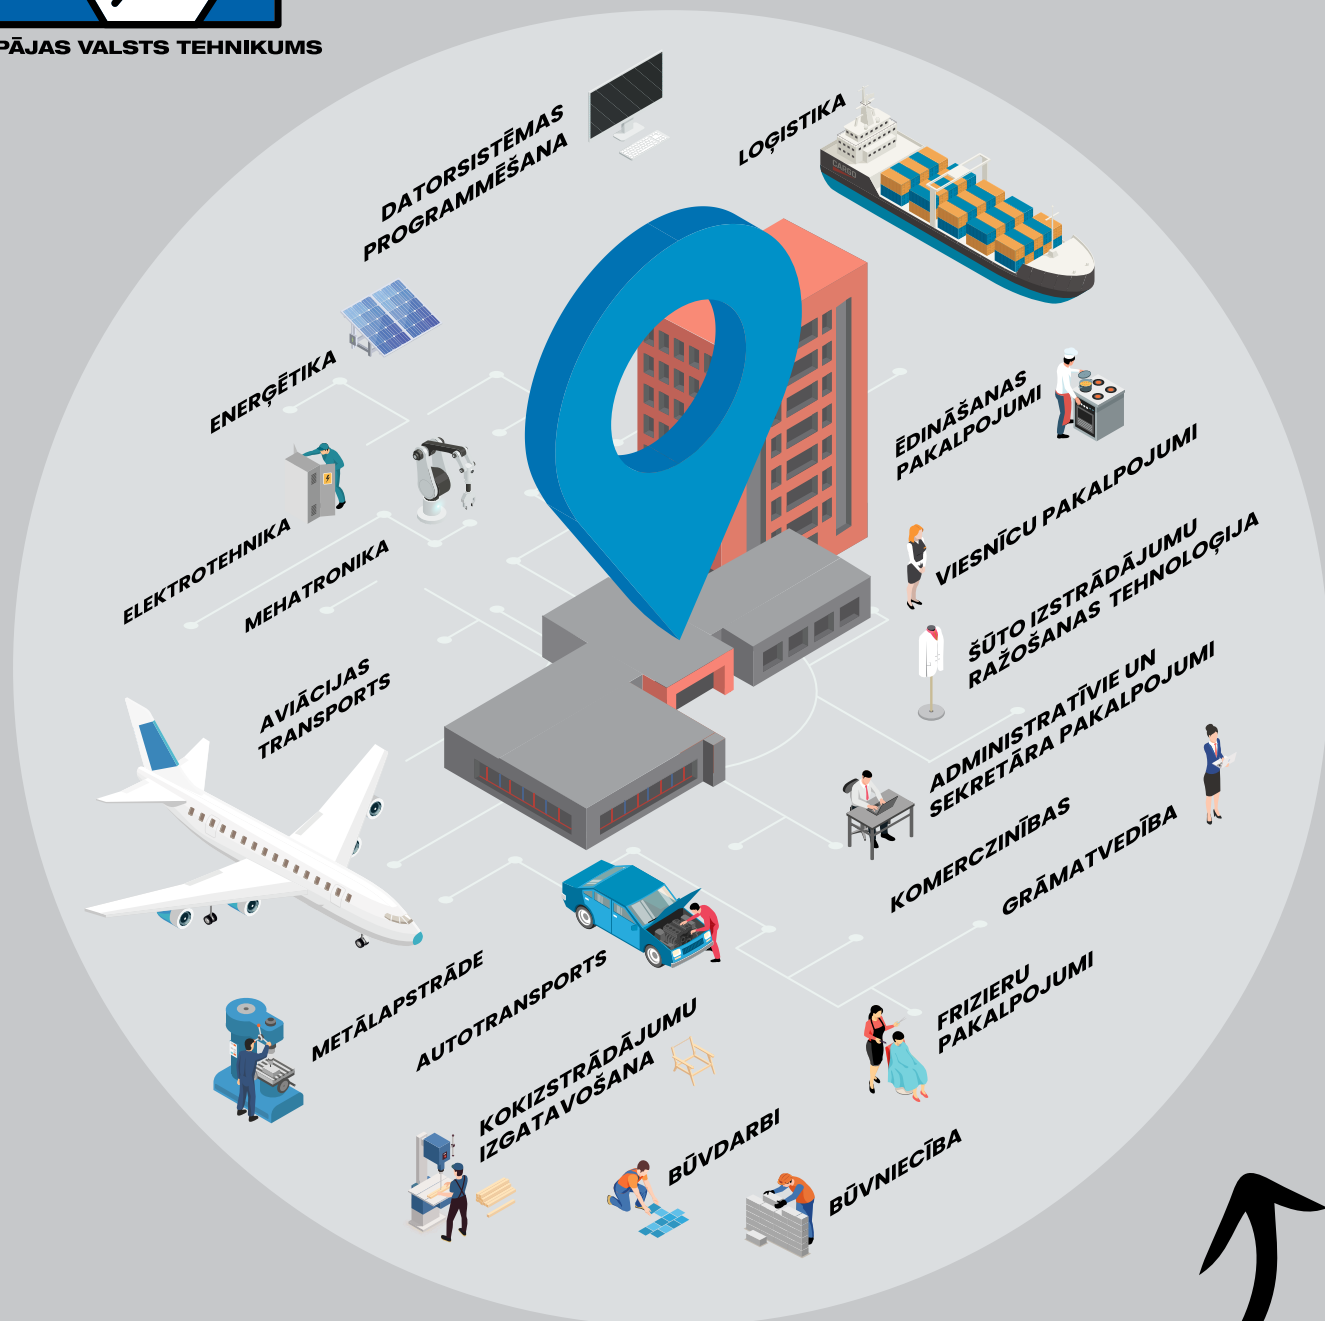 PĀJAS VALSTS TEHNIKUMS
DATORSISTĒMAS
PROGRAMMĒŠANA
LOĢISTIKA
CARGO
ENERĢĒTIKA
ĒDINĀŠANAS
PAKALPOJUMI
ELEKTROTEHNIKA
MEHATRONIKA
VIESNĪCU PAKALPOJUMI
ŠŪTO IZSTRĀDĀJUMU
RAŽOŠANAS TEHNOLOĢIJA
AVIĀCIJAS
TRANSPORTS
ADMINISTRATĪVIE UN
SEKRETĀRA PAKALPOJUMI
KOMERCZINĪBAS
GRĀMATVEDĪBA
METĀLAPSTRĀDE
AUTOTRANSPORTS
FRIZIERU
PAKALPOJUMI
KOKIZSTRĀDĀJUMU
IZGATAVOŠANA
BŪVDARBI
BŪVNIECĪBA